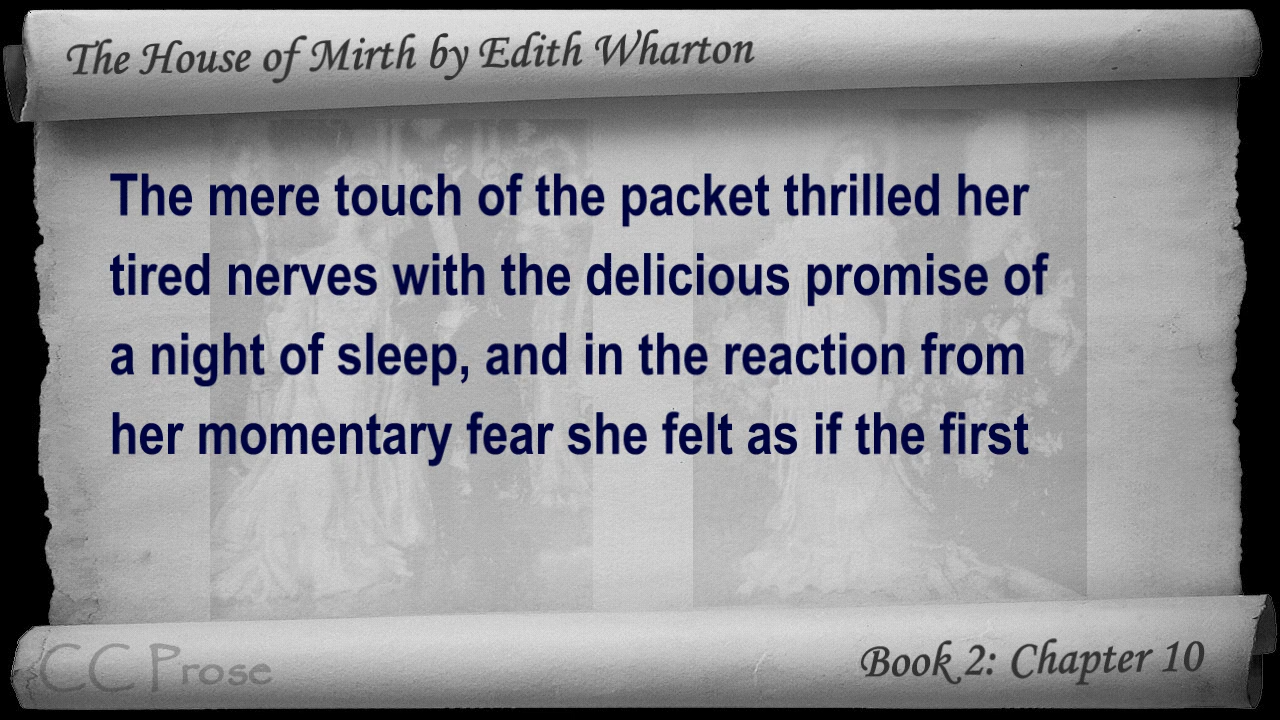 The House of Mirth by Edith Wharton
The mere touch of the packet thrilled her
tired nerves with the delicious promise of
a night of sleep, and in the reaction from
her momentary fear she felt as if the first
CC Prose
Book 2: Chapter 10